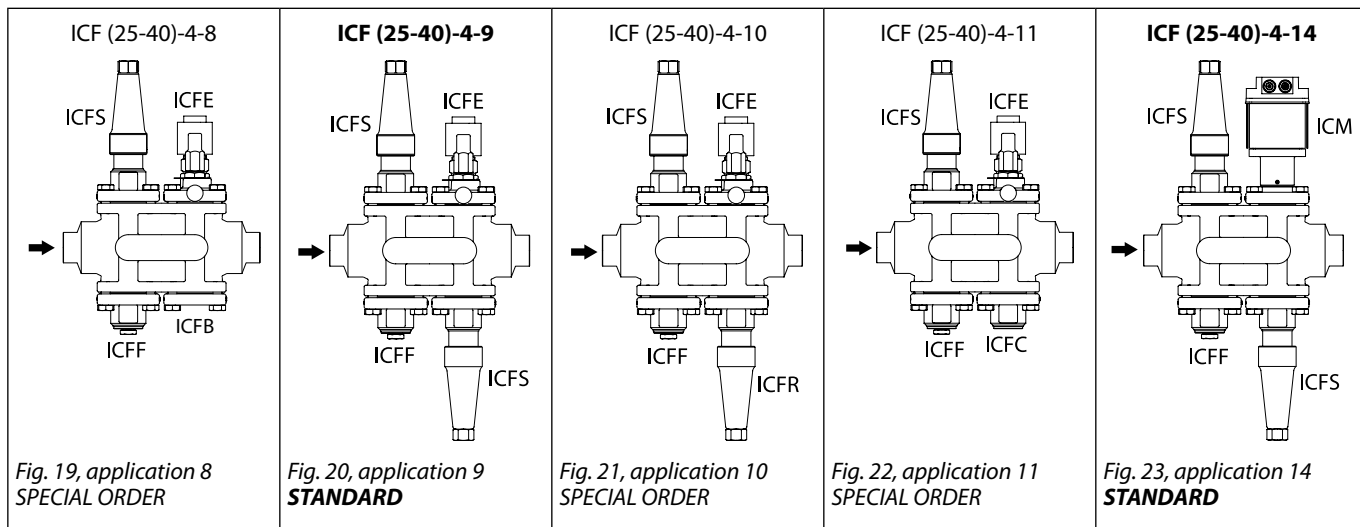 ICF (25-40)-4-8
ICFS
ICFE
ICFF
ICFB
Fig. 19, application 8
SPECIAL ORDER
ICF (25-40)-4-9
ICFS
ICFE
ICFF
ICFS
Fig. 20, application 9
STANDARD
ICF (25-40)-4-10
ICFS
ICFE
ICFF
ICFR
Fig. 21, application 10
SPECIAL ORDER
ICF (25-40)-4-11
ICFS
ICFE
ICFF
ICFC
Fig. 22, application 11
SPECIAL ORDER
ICF (25-40)-4-14
ICFS
ICM
ICFF
ICFS
Fig. 23, application 14
STANDARD